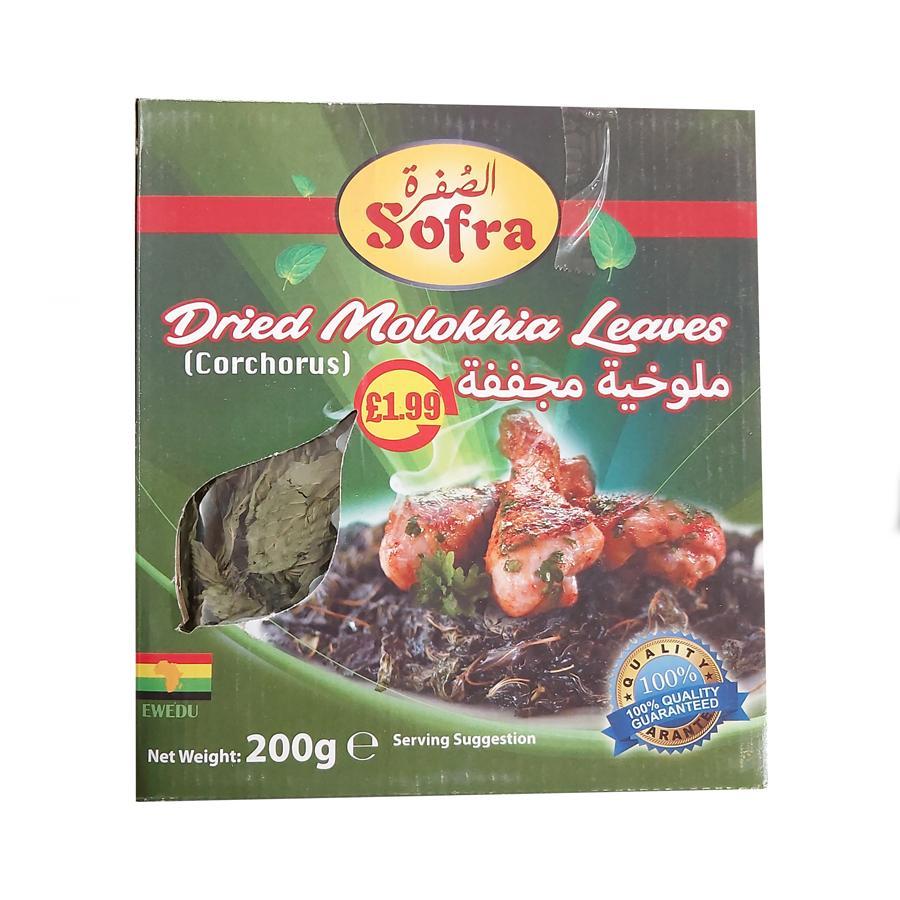 الصُفرة
Sofra
Dried Molokhia Leaves
(Corchorus)
ملوخية مجففة
£1.99
QUALITY
100%
100% QUALITY
GUARANTEED
ARANTE
EWEDU
Net Weight: 200g ℮
Serving Suggestion